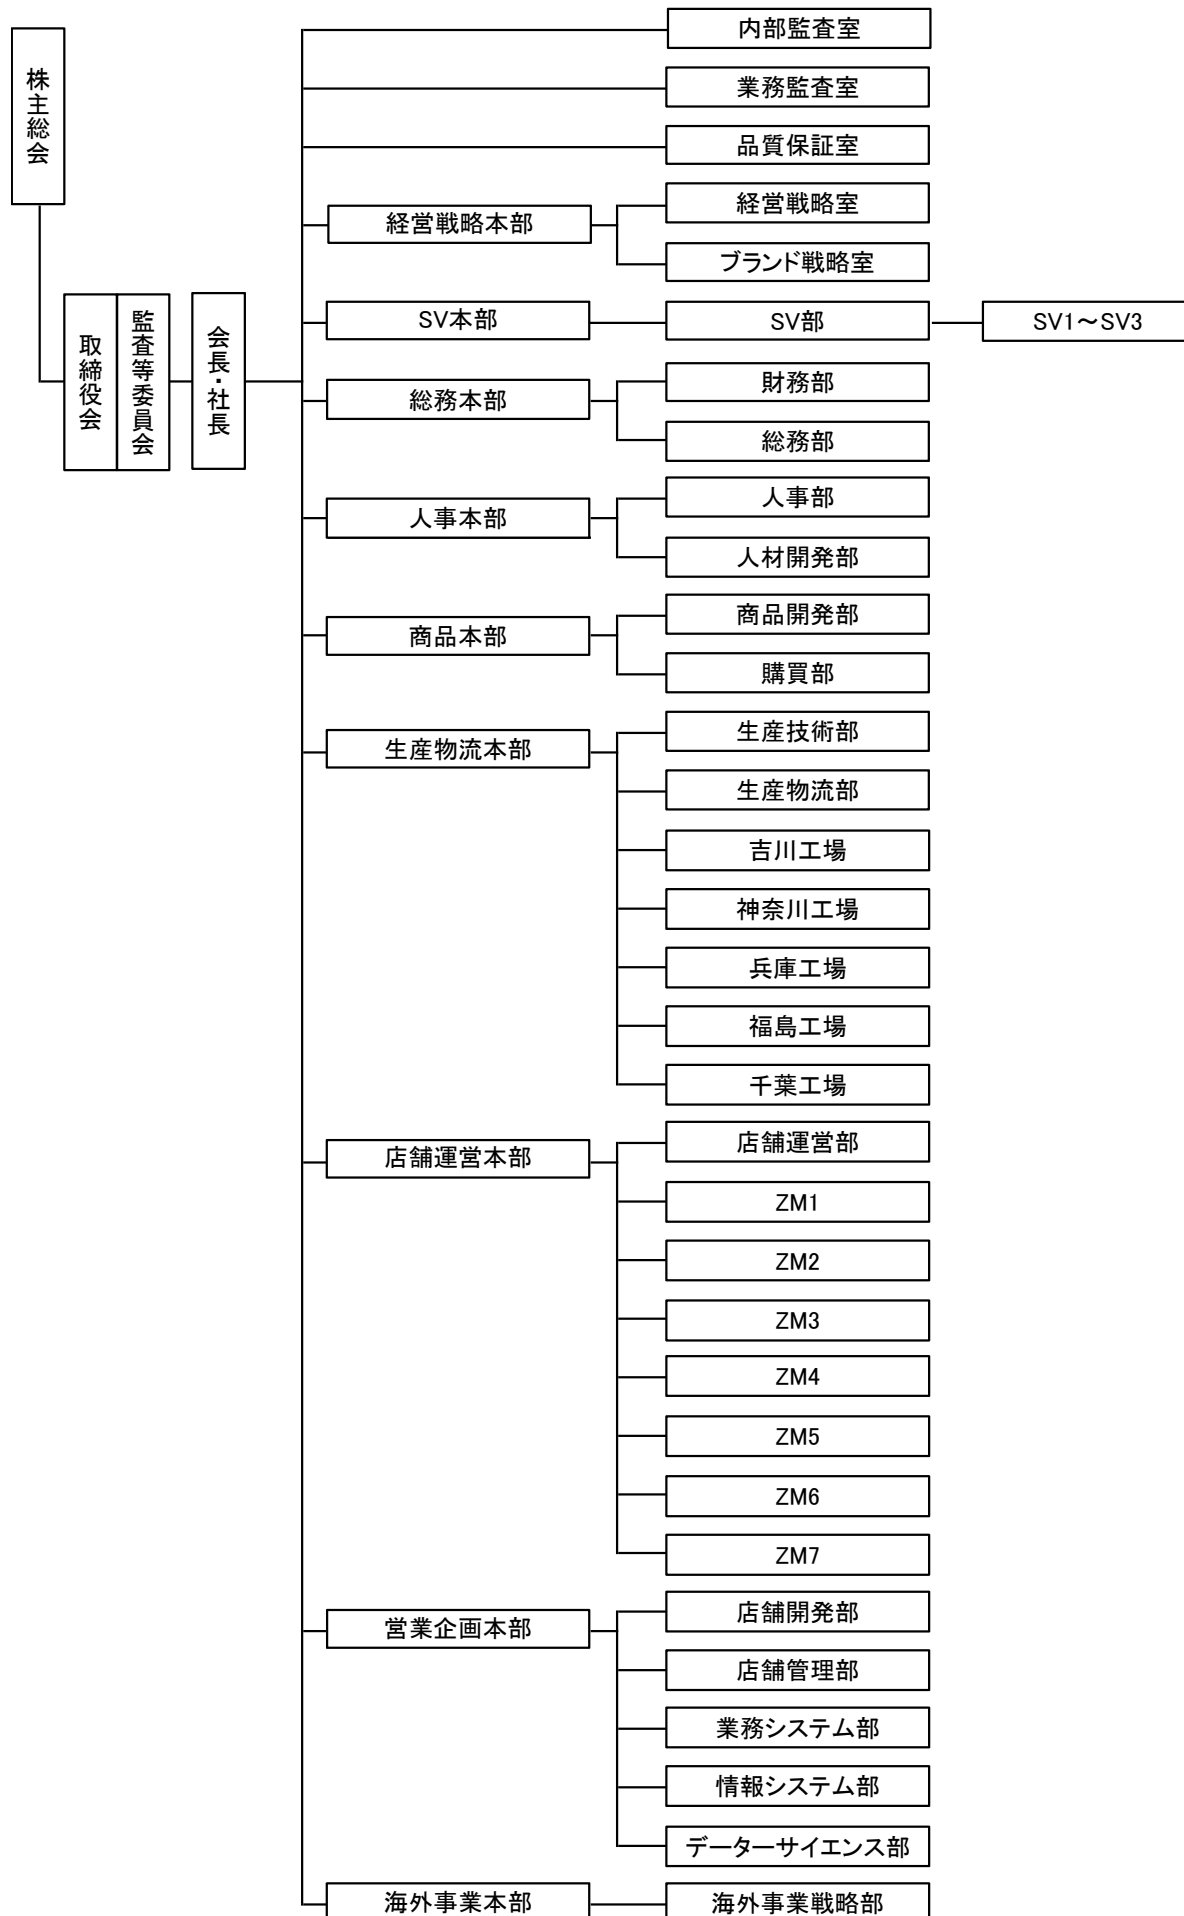 株主総会
取締役会
監査等委員会
会長・社長
内部監査室
業務監査室
品質保証室
経営戦略本部
経営戦略室
ブランド戦略室
SV本部
SV部
SV1～SV3
総務本部
財務部
総務部
人事本部
人事部
人材開発部
商品本部
商品開発部
購買部
生産物流本部
生産技術部
生産物流部
吉川工場
神奈川工場
兵庫工場
福島工場
千葉工場
店舗運営本部
店舗運営部
ZM1
ZM2
ZM3
ZM4
ZM5
ZM6
ZM7
営業企画本部
店舗開発部
店舗管理部
業務システム部
情報システム部
データーサイエンス部
海外事業本部
海外事業戦略部